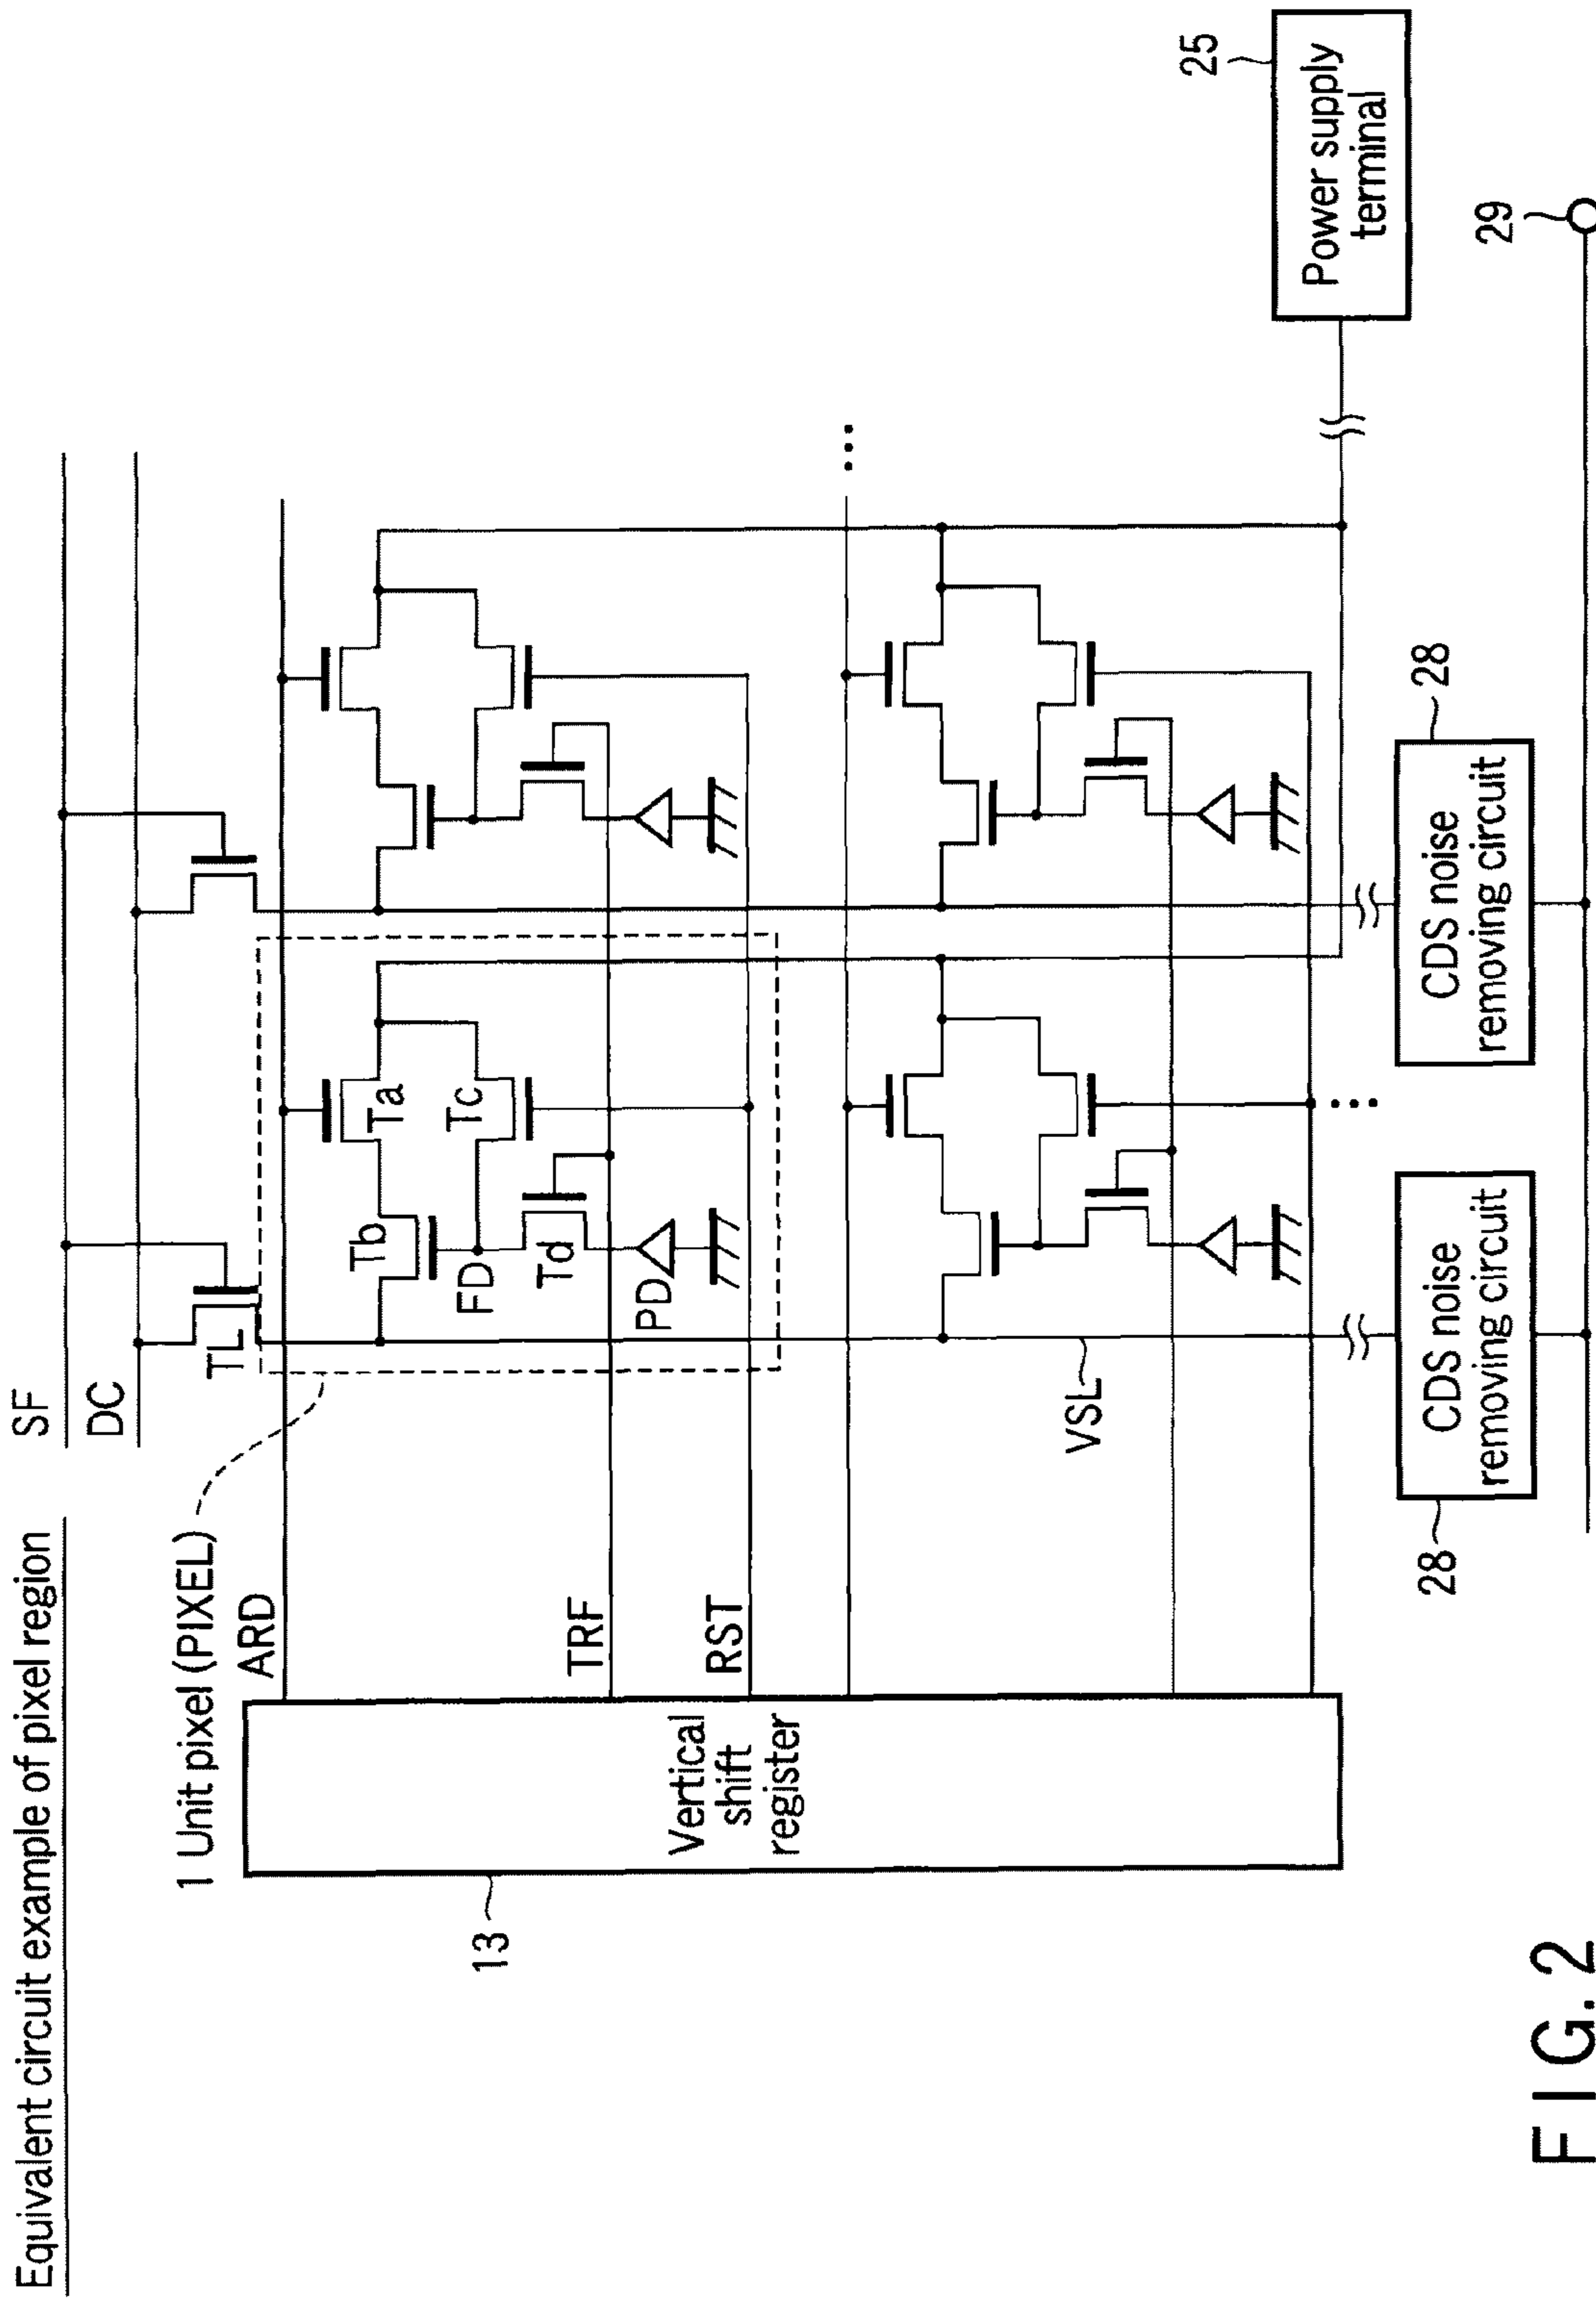 Equivalent circuit example of pixel region
SF
DC
TL
1 Unit pixel (PIXEL)
ARD
Ta
Tb
Tc
FD
Td
TRF
PD
RST
Vertical
shift
register
13
VSL
...
...
25
Power supply
terminal
28
CDS noise
removing circuit
28
CDS noise
removing circuit
29
FIG. 2